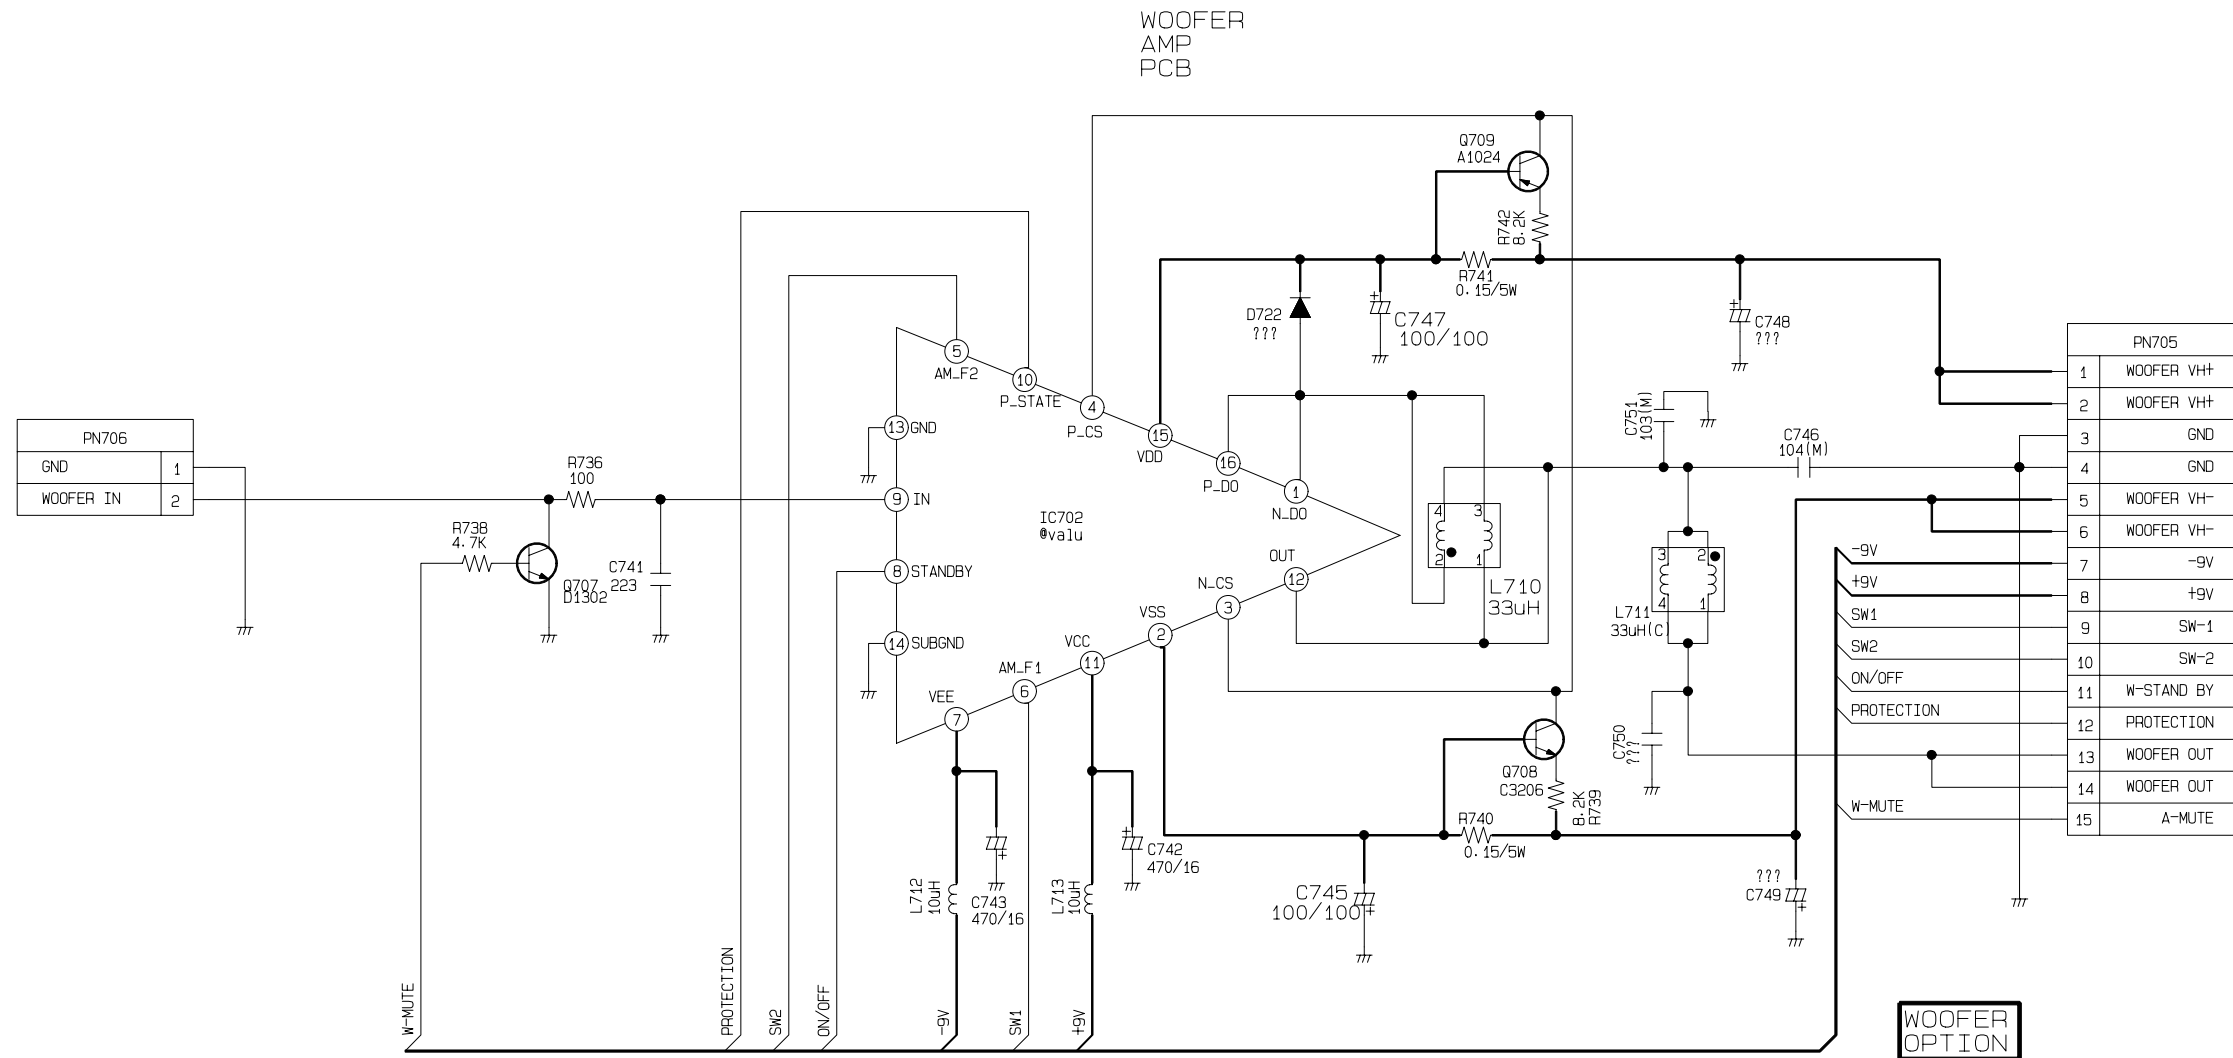 WOOFER
AMP
PCB
Q709
A1024
R742
8.2K
R741
0.15/5W
D722
???
C747
100/100
C748
???
5
AM_F2
10
P_STATE
4
P_CS
15
VDD
16
P_DO
1
N_DO
13 GND
9 IN
8 STANDBY
14 SUBGND
IC702
@valu
OUT
12
N_CS
3
VSS
2
VCC
11
AM_F1
6
VEE
7
PN706
GND 1
WOOFER IN 2
R736
100
R738
4.7K
Q707
D1302
C741
223
4 3
2 1
L710
33uH
C751
103(M)
C746
104(M)
3 2
4 1
L711
33uH(C)
C750
???
Q708
C3206
8.2K
R739
R740
0.15/5W
C745
100/100
???
C749
L712
10uH
C743
470/16
L713
10uH
C742
470/16
W-MUTE
PROTECTION
SW2
ON/OFF
-9V
SW1
+9V
-9V
+9V
SW1
SW2
ON/OFF
PROTECTION
W-MUTE
PN705
1 WOOFER VH+
2 WOOFER VH+
3 GND
4 GND
5 WOOFER VH-
6 WOOFER VH-
7 -9V
8 +9V
9 SW-1
10 SW-2
11 W-STAND BY
12 PROTECTION
13 WOOFER OUT
14 WOOFER OUT
15 A-MUTE
WOOFER
OPTION